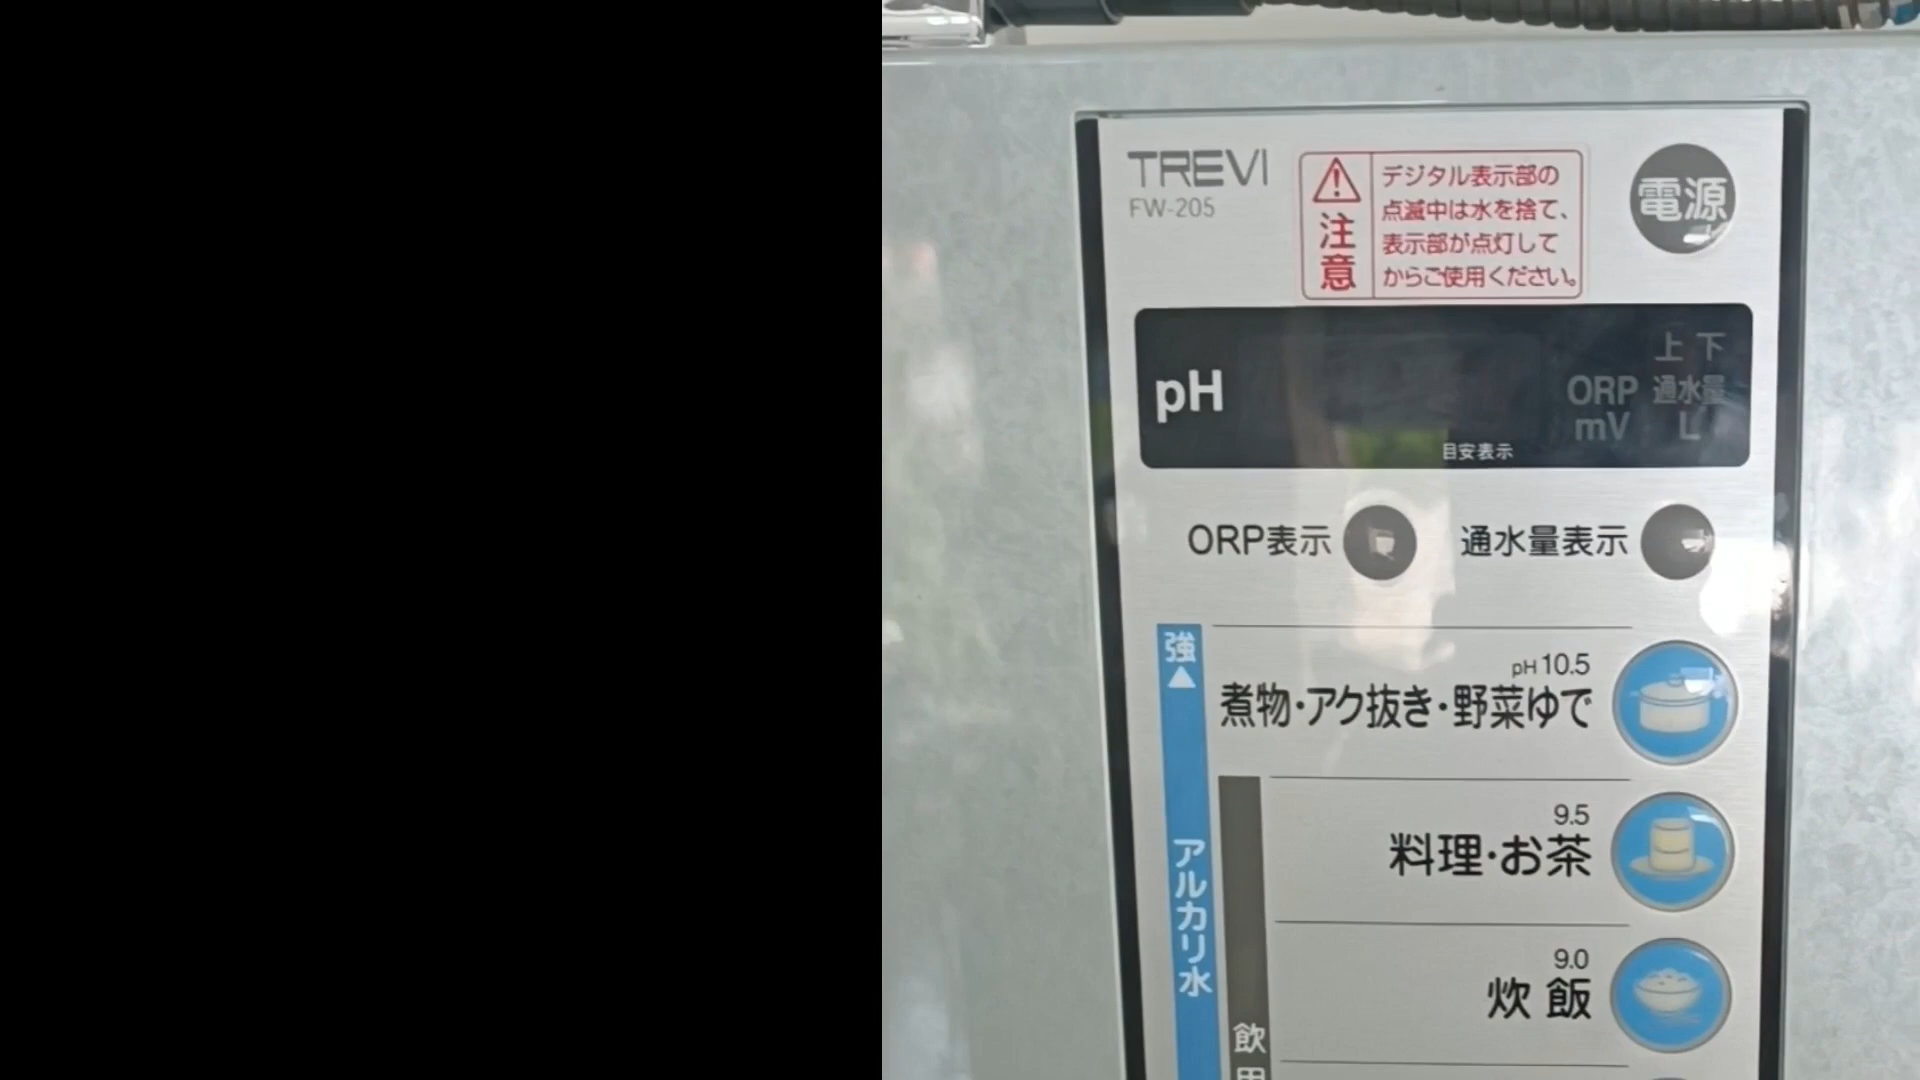 TREVI
FW-205
注意
デジタル表示部の
点滅中は水を捨て、
表示部が点灯して
からご使用ください。
電源
pH
上 下
ORP 通水量
mV L
目安表示
ORP表示
通水量表示
強
アルカリ水
pH 10.5
煮物・アク抜き・野菜ゆで
9.5
料理・お茶
9.0
炊飯
飲